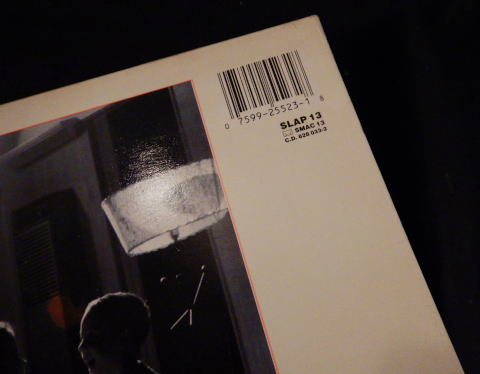 0 7599-25523-1 8
SLAP 13
SMAC 13
C.D. 828 033-2